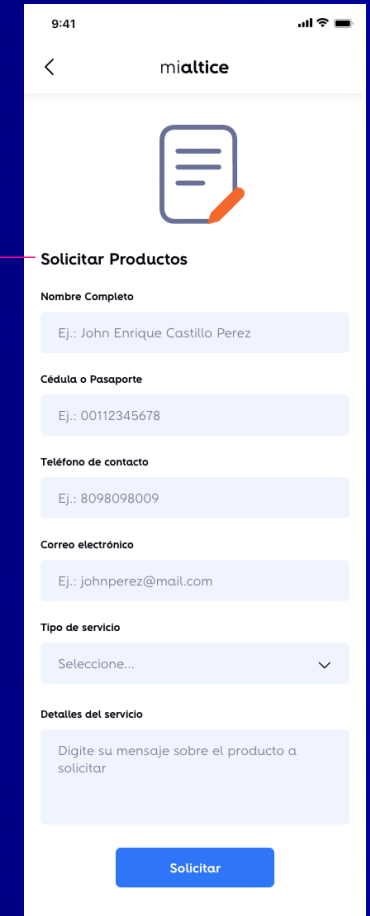 9:41
mialtice
Solicitar Productos
Nombre Completo
Ej.: John Enrique Castillo Perez
Cédula o Pasaporte
Ej.: 00112345678
Teléfono de contacto
Ej.: 8098098009
Correo electrónico
Ej.: johnperez@mail.com
Tipo de servicio
Seleccione...
Detalles del servicio
Digite su mensaje sobre el producto a
solicitar
Solicitar